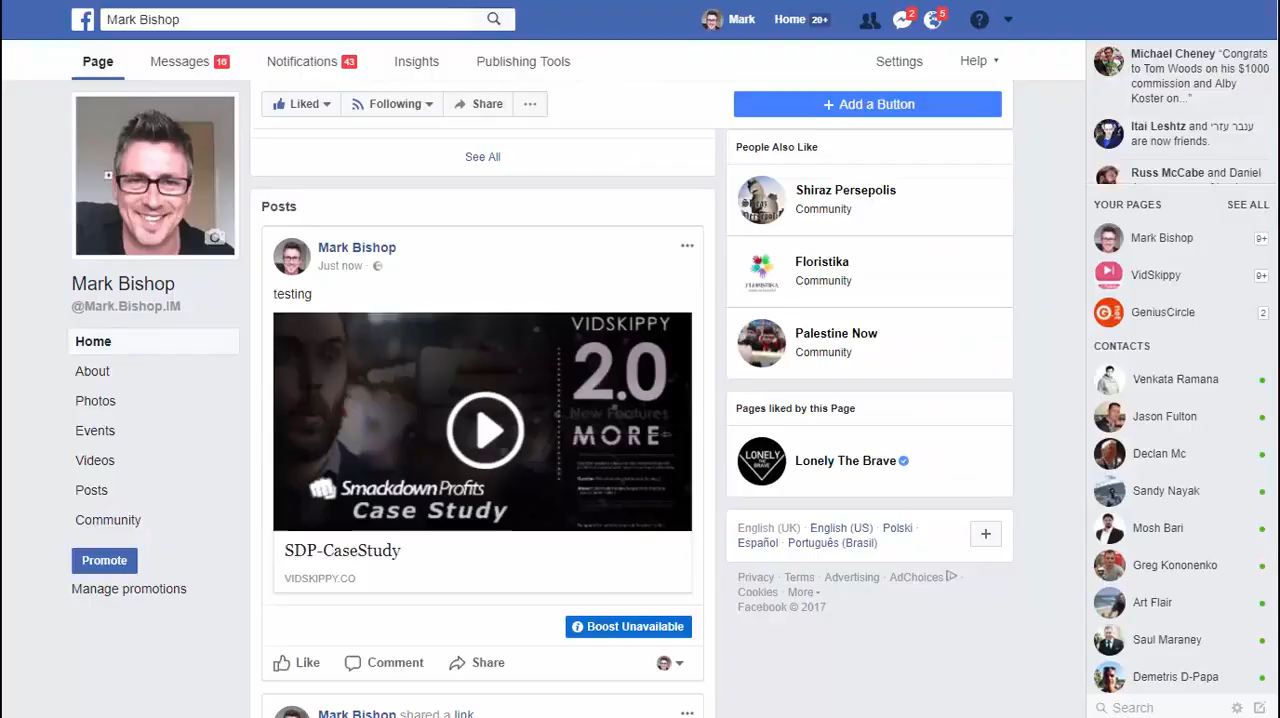 Mark Bishop
Mark
Home 20+
2
5
Page
Messages 16
Notifications 43
Insights
Publishing Tools
Settings
Help
Liked
Following
Share
+ Add a Button
See All
Posts
Mark Bishop
Just now
testing
VIDSKIPPY
2.0
New Features
MORE
Smackdown Profits
Case Study
SDP-CaseStudy
VIDSKIPPY.CO
Boost Unavailable
Like
Comment
Share
Mark Bishop shared a link
Mark Bishop
@Mark.Bishop.IM
Home
About
Photos
Events
Videos
Posts
Community
Promote
Manage promotions
People Also Like
Shiraz Persepolis
Community
Floristika
Community
FLORISTIKA
Palestine Now
Community
Pages liked by this Page
LONELY
THE
BRAVE
Lonely The Brave
English (UK) · English (US) · Polski ·
Español · Português (Brasil)
Privacy · Terms · Advertising · AdChoices ·
Cookies · More
Facebook © 2017
Michael Cheney “Congrats
to Tom Woods on his $1000
commission and Alby
Koster on...”
Itai Leshtz and ענבר עזרי
are now friends.
Russ McCabe and Daniel
YOUR PAGES
SEE ALL
Mark Bishop 9+
VidSkippy 9+
GeniusCircle 2
CONTACTS
Venkata Ramana
Jason Fulton
Declan Mc
Sandy Nayak
Mosh Bari
Greg Kononenko
Art Flair
Saul Maraney
Demetris D-Papa
Search